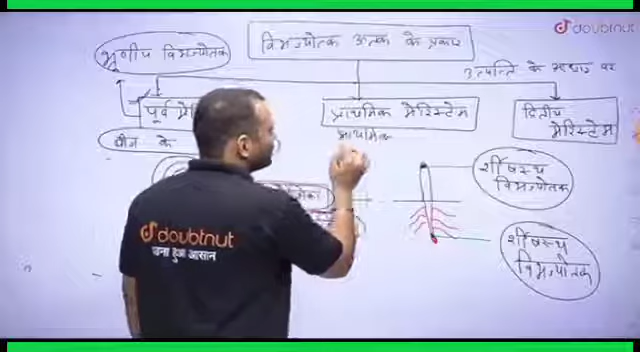 doubtnut
भ्रूणीय विभज्योतक
विभज्योतक ऊतक के प्रकार
उत्पत्ति के आधार पर
पूर्व
प्राथमिक मेरिस्टेम
द्वितीय
मेरिस्टेम
बीज के
प्राथमिक
शीर्षस्थ
विभज्योतक
शीर्षस्थ
विभज्योतक
doubtnut
पढ़ना हुआ आसान